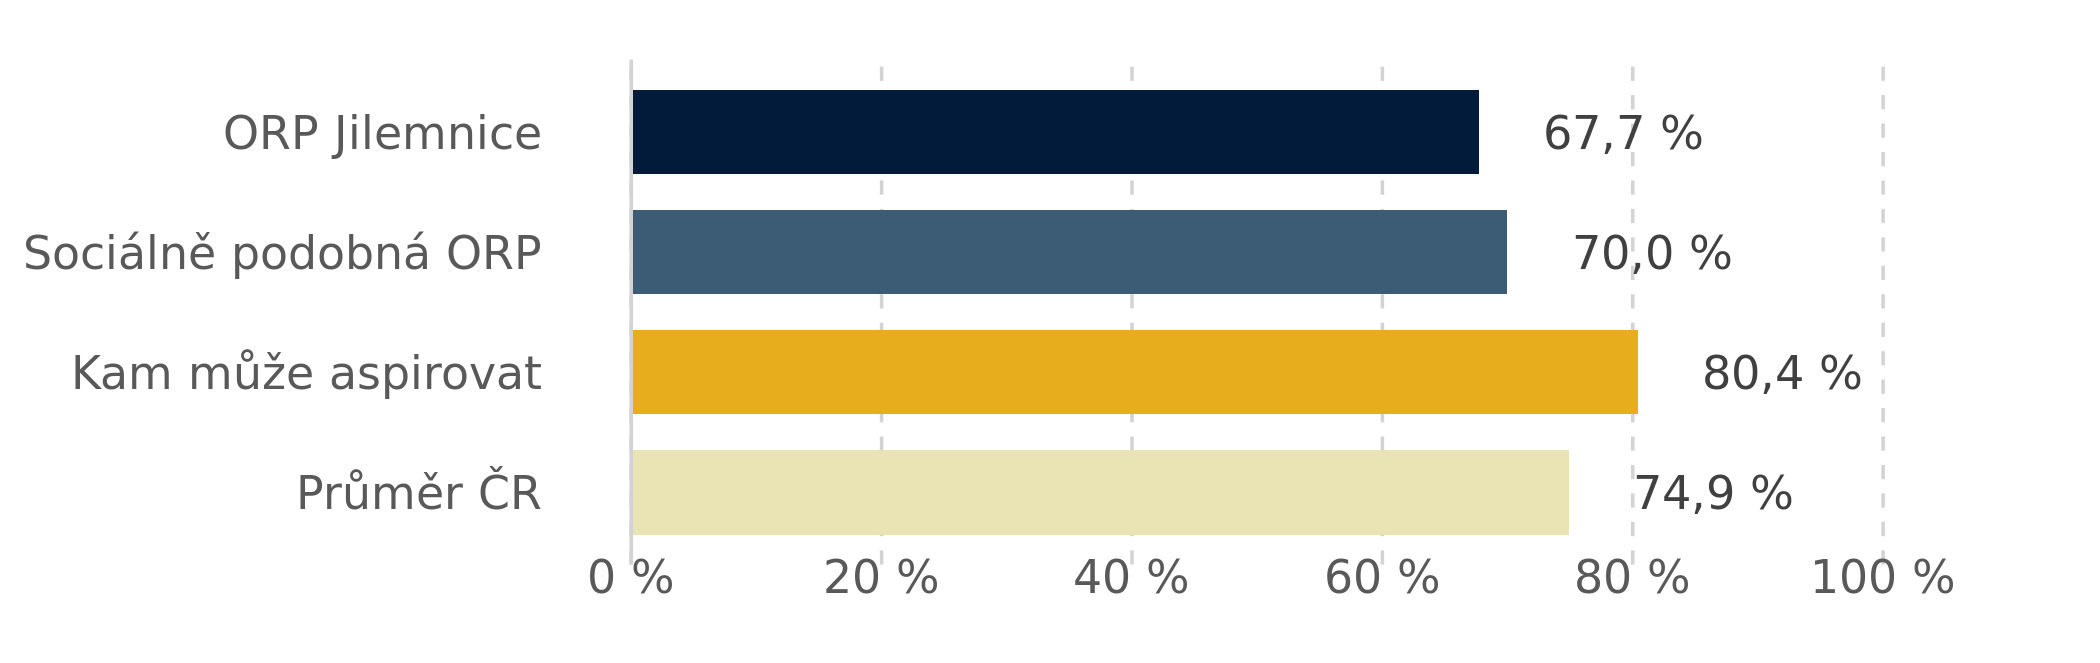 ORP Jilemnice 67,7 %
Sociálně podobná ORP 70,0 %
Kam může aspirovat 80,4 %
Průměr ČR 74,9 %
0 % 20 % 40 % 60 % 80 % 100 %